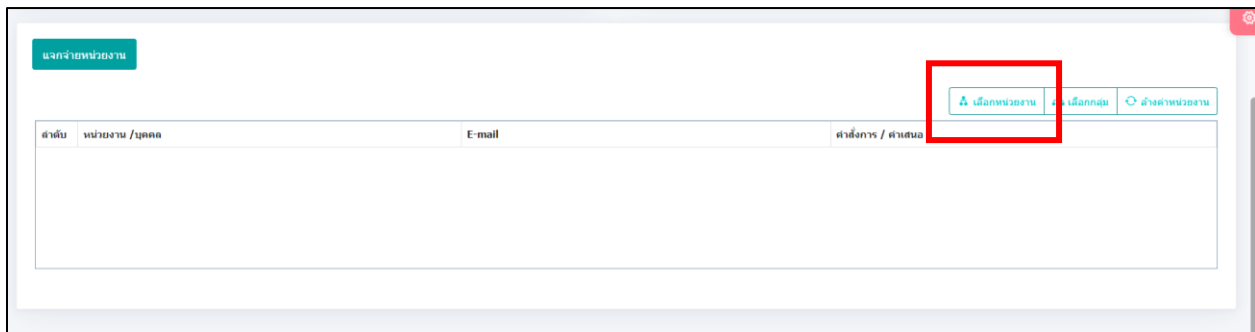 แจกจ่ายหน่วยงาน
เลือกหน่วยงาน เลือกกลุ่ม ล้างค่าหน่วยงาน
ลำดับ หน่วยงาน /บุคคล E-mail คำสั่งการ / คำเสนอ